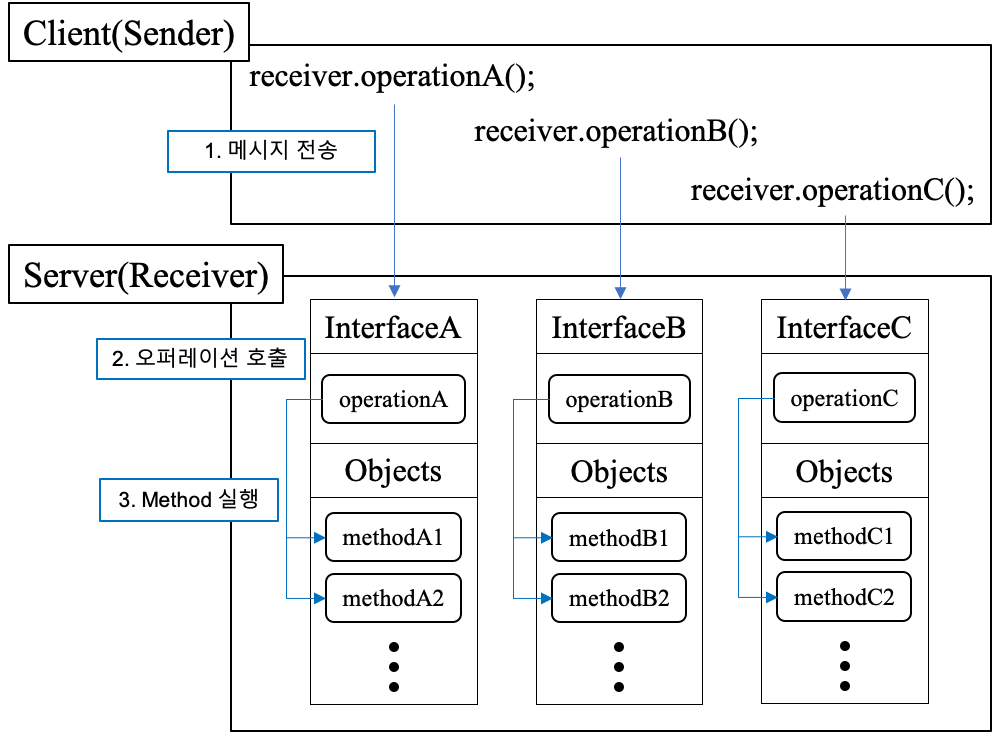 Client(Sender)
receiver.operationA();
receiver.operationB();
1. 메시지 전송
receiver.operationC();
Server(Receiver)
InterfaceA
InterfaceB
InterfaceC
2. 오퍼레이션 호출
operationA
operationB
operationC
Objects
Objects
Objects
3. Method 실행
methodA1
methodB1
methodC1
methodA2
methodB2
methodC2